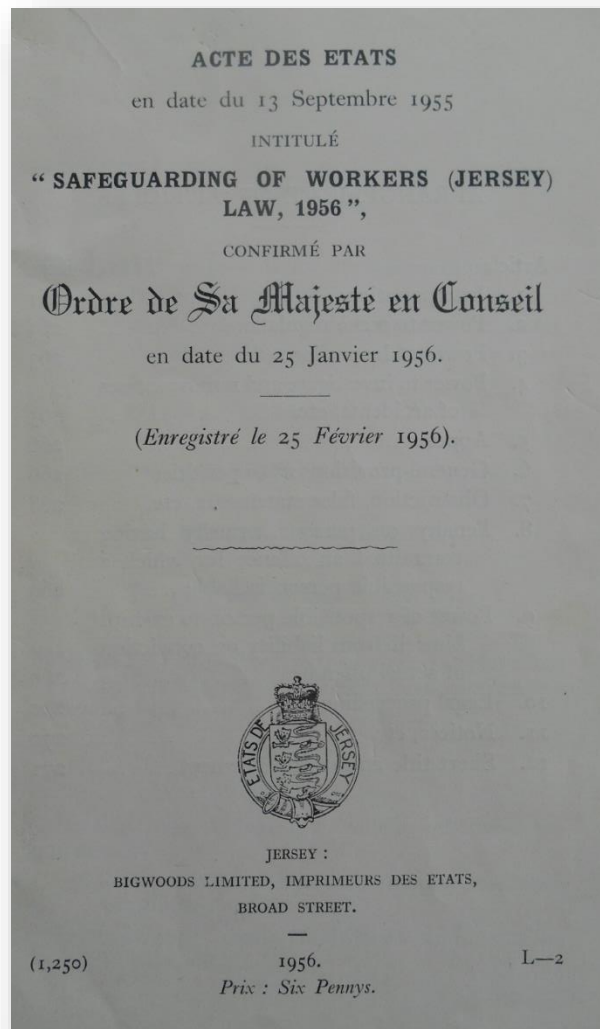 ACTE DES ETATS
en date du 13 Septembre 1955
INTITULÉ
“ SAFEGUARDING OF WORKERS (JERSEY)
LAW, 1956 ”,
CONFIRMÉ PAR
Ordre de Sa Majesté en Conseil
en date du 25 Janvier 1956.
(Enregistré le 25 Février 1956).
ETATS DE JERSEY
JERSEY :
BIGWOODS LIMITED, IMPRIMEURS DES ETATS,
BROAD STREET.
(1,250) 1956. L—2
Prix : Six Pennys.